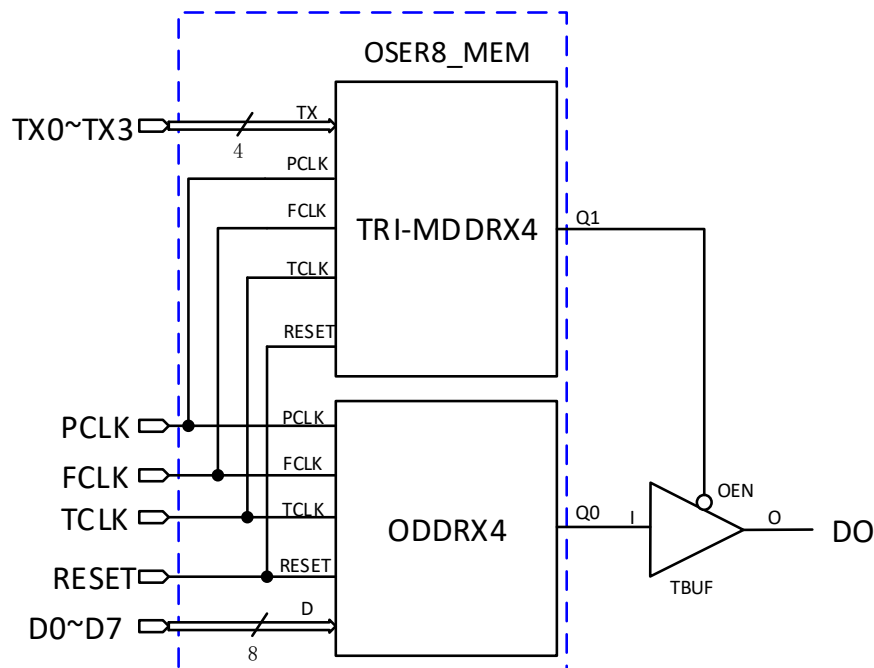 OSER8_MEM
TX0~TX3
4
TX
PCLK
FCLK
TCLK
RESET
TRI-MDDRX4
Q1
PCLK
FCLK
TCLK
RESET
D0~D7
8
PCLK
FCLK
TCLK
RESET
D
ODDRX4
Q0
I
OEN
O
TBUF
DO